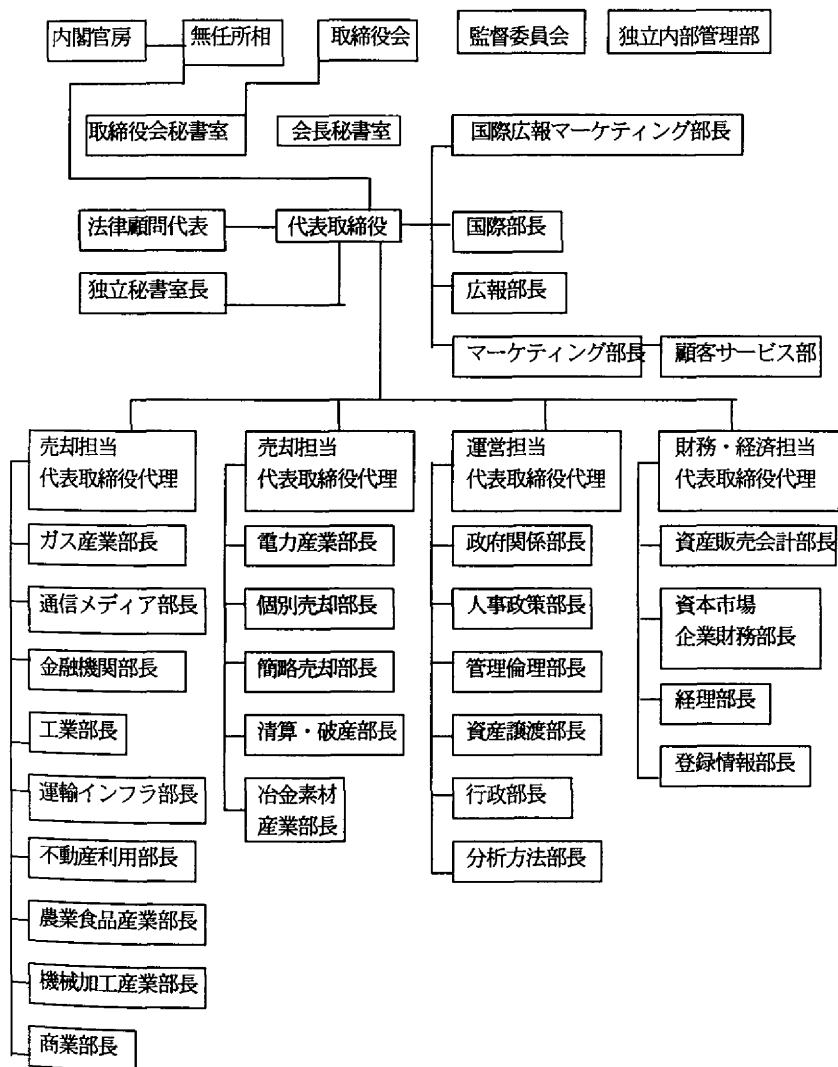 内閣官房
無任所相
取締役会
監督委員会
独立内部管理部
取締役会秘書室
会長秘書室
国際広報マーケティング部長
法律顧問代表
代表取締役
国際部長
独立秘書室長
広報部長
マーケティング部長
顧客サービス部
売却担当
代表取締役代理
ガス産業部長
通信メディア部長
金融機関部長
工業部長
運輸インフラ部長
不動産利用部長
農業食品産業部長
機械加工産業部長
商業部長
売却担当
代表取締役代理
電力産業部長
個別売却部長
簡略売却部長
清算・破産部長
冶金素材
産業部長
運営担当
代表取締役代理
政府関係部長
人事政策部長
管理倫理部長
資産譲渡部長
行政部長
分析方法部長
財務・経済担当
代表取締役代理
資産販売会計部長
資本市場
企業財務部長
経理部長
登録情報部長